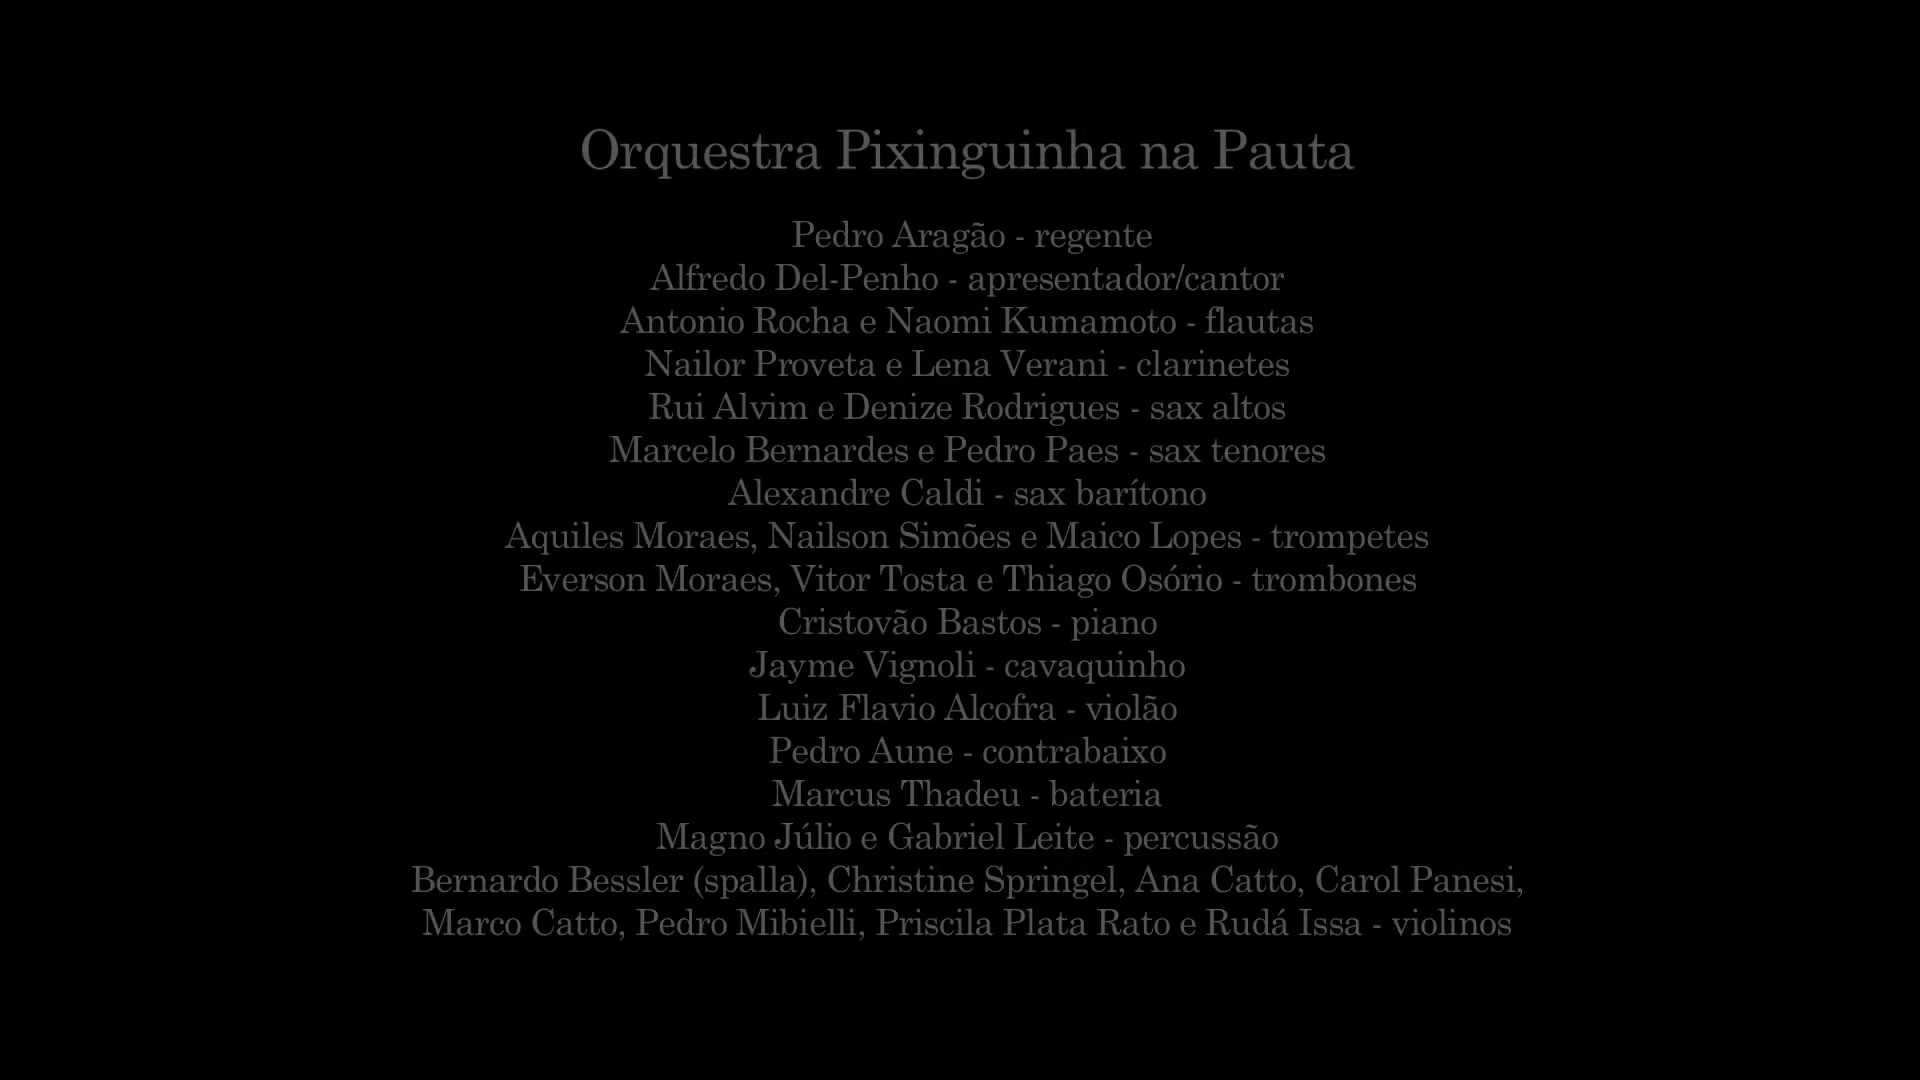 Orquestra Pixinguinha na Pauta
Pedro Aragão - regente
Alfredo Del-Penho - apresentador/cantor
Antonio Rocha e Naomi Kumamoto - flautas
Nailor Proveta e Lena Verani - clarinetes
Rui Alvim e Denize Rodrigues - sax altos
Marcelo Bernardes e Pedro Paes - sax tenores
Alexandre Caldi - sax barítono
Aquiles Moraes, Nailson Simões e Maico Lopes - trompetes
Everson Moraes, Vitor Tosta e Thiago Osório - trombones
Cristovão Bastos - piano
Jayme Vignoli - cavaquinho
Luiz Flavio Alcofra - violão
Pedro Aune - contrabaixo
Marcus Thadeu - bateria
Magno Júlio e Gabriel Leite - percussão
Bernardo Bessler (spalla), Christine Springel, Ana Catto, Carol Panesi,
Marco Catto, Pedro Mibielli, Priscila Plata Rato e Rudá Issa - violinos